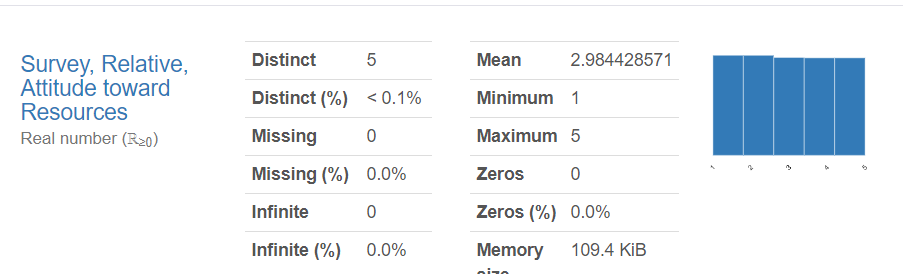 Survey, Relative,
Attitude toward
Resources
Real number (ℝ≥0)
Distinct 5
Distinct (%) < 0.1%
Missing 0
Missing (%) 0.0%
Infinite 0
Infinite (%) 0.0%
Mean 2.984428571
Minimum 1
Maximum 5
Zeros 0
Zeros (%) 0.0%
Memory 109.4 KiB
size
1 2 3 4 5